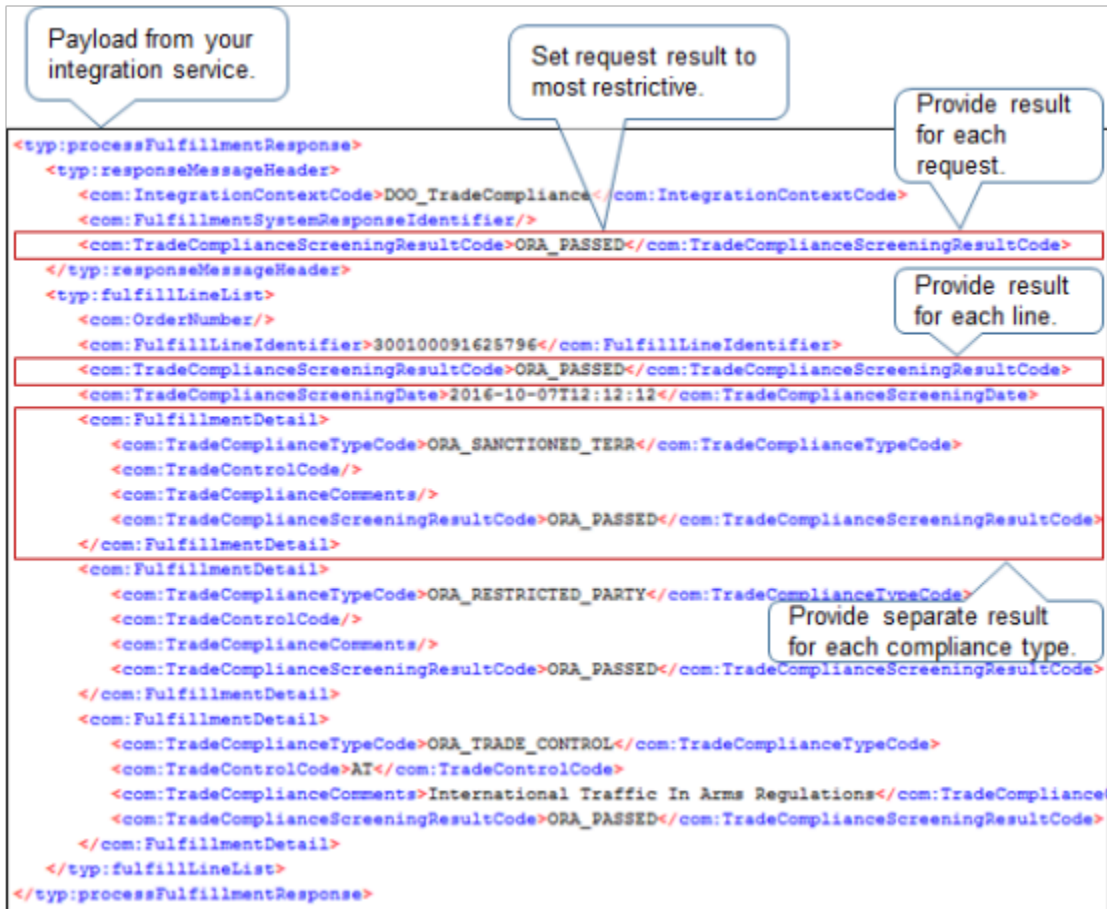 Payload from your
integration service.
Set request result to
most restrictive.
Provide result
for each
request.
<typ:processFulfillmentResponse>
<typ:responseMessageHeader>
<com:IntegrationContextCode>DOO_TradeCompliance</com:IntegrationContextCode>
<com:FulfillmentSystemResponseIdentifier/>
<com:TradeComplianceScreeningResultCode>ORA_PASSED</com:TradeComplianceScreeningResultCode>
</typ:responseMessageHeader>
<typ:fulfillLineList>
Provide result
for each line.
<com:OrderNumber/>
<com:FulfillLineIdentifier>300100091625796</com:FulfillLineIdentifier>
<com:TradeComplianceScreeningResultCode>ORA_PASSED</com:TradeComplianceScreeningResultCode>
<com:TradeComplianceScreeningDate>2016-10-07T12:12:12</com:TradeComplianceScreeningDate>
<com:FulfillmentDetail>
<com:TradeComplianceTypeCode>ORA_SANCTIONED_TERR</com:TradeComplianceTypeCode>
<com:TradeControlCode/>
<com:TradeComplianceComments/>
<com:TradeComplianceScreeningResultCode>ORA_PASSED</com:TradeComplianceScreeningResultCode>
</com:FulfillmentDetail>
<com:FulfillmentDetail>
<com:TradeComplianceTypeCode>ORA_RESTRICTED_PARTY</com:TradeComplianceTypeCode>
<com:TradeControlCode/>
<com:TradeComplianceComments/>
Provide separate result
for each compliance type.
<com:TradeComplianceScreeningResultCode>ORA_PASSED</com:TradeComplianceScreeningResultCode>
</com:FulfillmentDetail>
<com:FulfillmentDetail>
<com:TradeComplianceTypeCode>ORA_TRADE_CONTROL</com:TradeComplianceTypeCode>
<com:TradeControlCode>AT</com:TradeControlCode>
<com:TradeComplianceComments>International Traffic In Arms Regulations</com:TradeCompliance
<com:TradeComplianceScreeningResultCode>ORA_PASSED</com:TradeComplianceScreeningResultCode>
</com:FulfillmentDetail>
</typ:fulfillLineList>
</typ:processFulfillmentResponse>